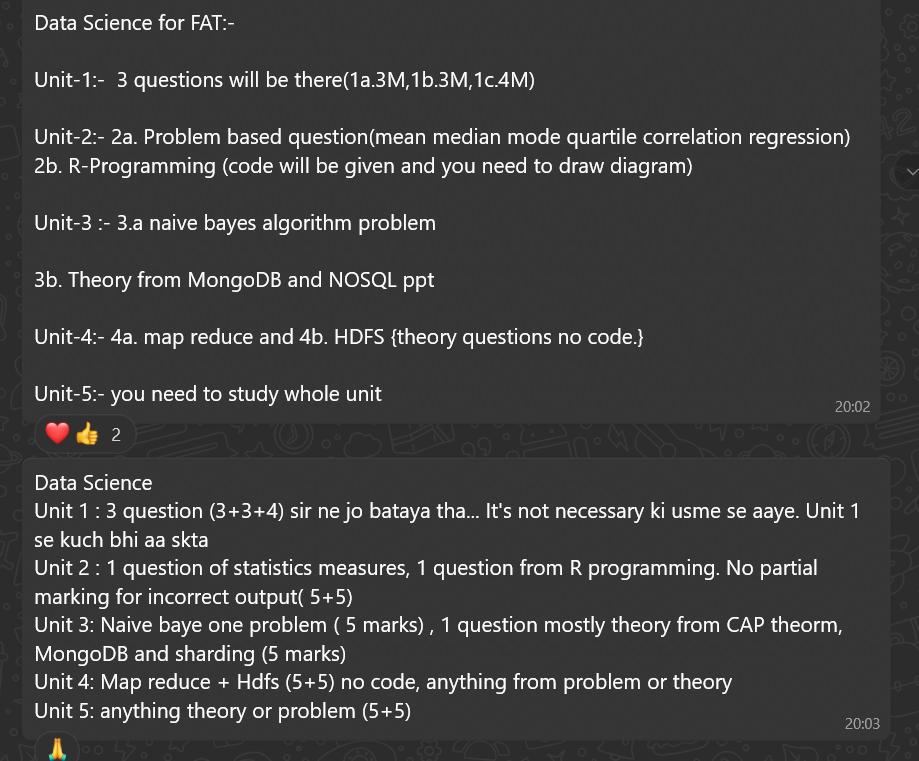 Data Science for FAT:-
Unit-1:-  3 questions will be there(1a.3M,1b.3M,1c.4M)
Unit-2:- 2a. Problem based question(mean median mode quartile correlation regression)
2b. R-Programming (code will be given and you need to draw diagram)
Unit-3 :- 3.a naive bayes algorithm problem
3b. Theory from MongoDB and NOSQL ppt
Unit-4:- 4a. map reduce and 4b. HDFS {theory questions no code.}
Unit-5:- you need to study whole unit
20:02
❤️👍 2
Data Science
Unit 1 : 3 question (3+3+4) sir ne jo bataya tha... It's not necessary ki usme se aaye. Unit 1
se kuch bhi aa skta
Unit 2 : 1 question of statistics measures, 1 question from R programming. No partial
marking for incorrect output( 5+5)
Unit 3: Naive baye one problem ( 5 marks) , 1 question mostly theory from CAP theorm,
MongoDB and sharding (5 marks)
Unit 4: Map reduce + Hdfs (5+5) no code, anything from problem or theory
Unit 5: anything theory or problem (5+5)
20:03
🙏